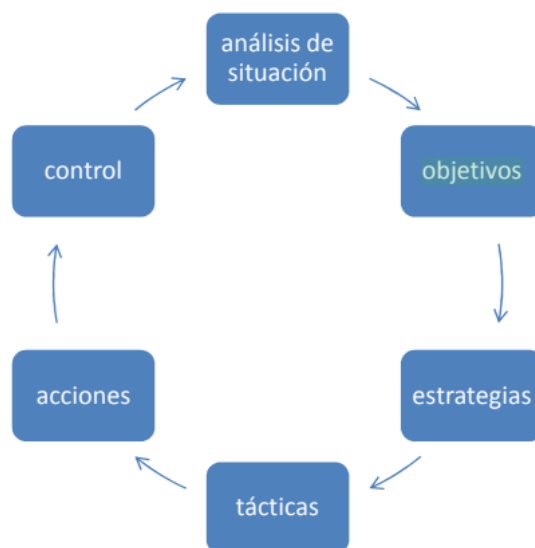 análisis de
situación
objetivos
estrategias
tácticas
acciones
control